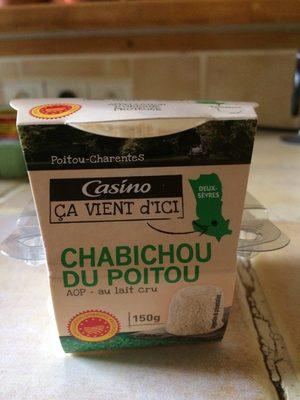 Poitou-Charentes
Casino
ÇA VIENT d'ICI
DEUX-
SÈVRES
CHABICHOU
DU POITOU
AOP - au lait cru
150g